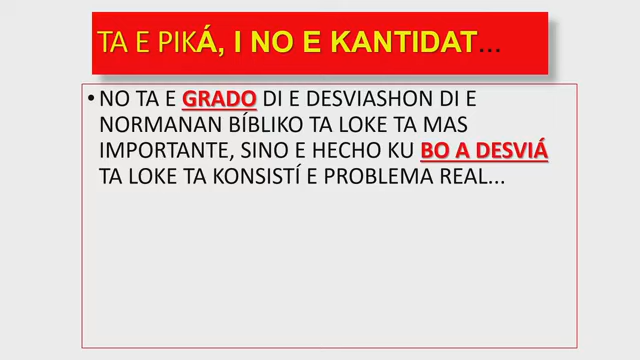 TA E PIKÁ, I NO E KANTIDAT...
• NO TA E GRADO DI E DESVIASHON DI E
NORMANAN BÍBLIKO TA LOKE TA MAS
IMPORTANTE, SINO E HECHO KU BO A DESVIÁ
TA LOKE TA KONSISTÍ E PROBLEMA REAL...